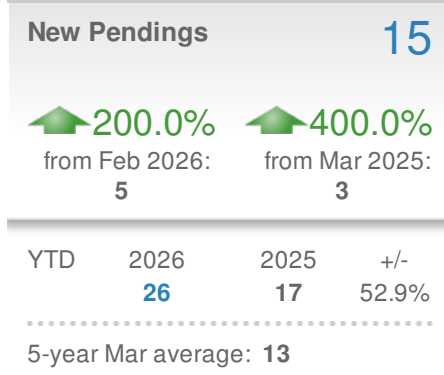 New Pendings 15
200.0% 400.0%
from Feb 2026: from Mar 2025:
5 3
YTD 2026 2025 +/-
26 17 52.9%
5-year Mar average: 13